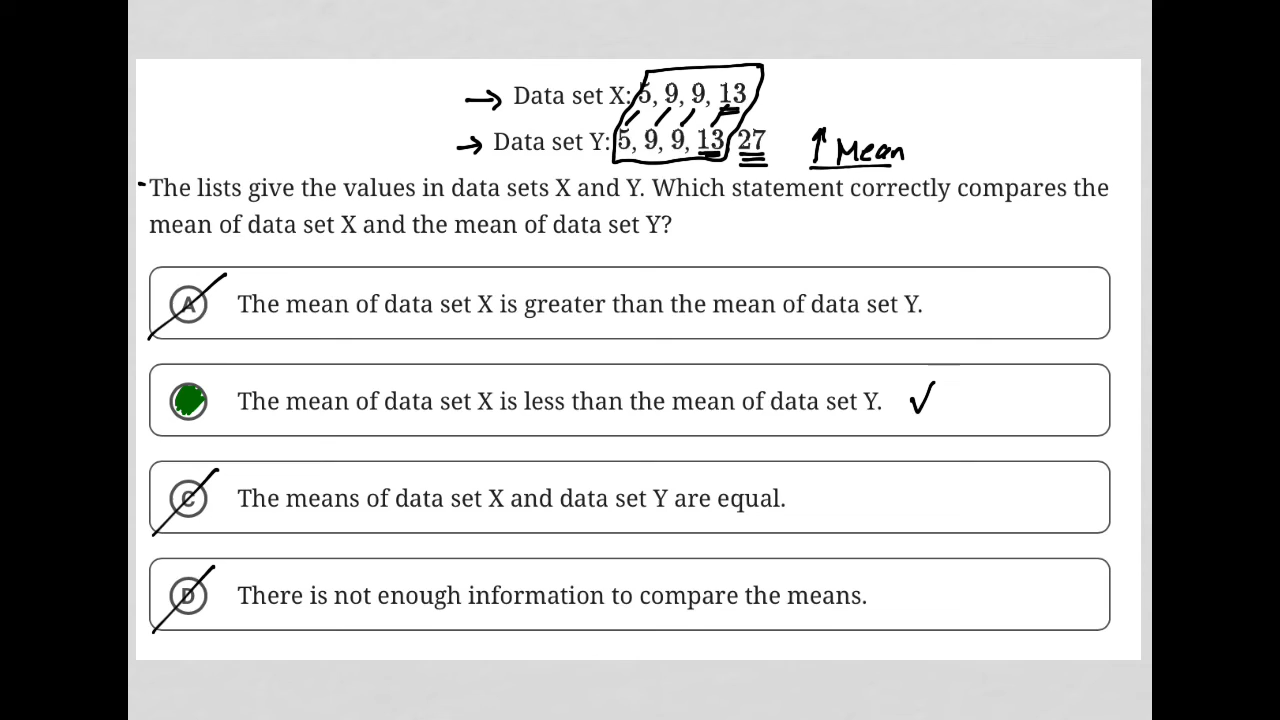 → Data set X: 5, 9, 9, 13
→ Data set Y: 5, 9, 9, 13, 27 ↑ Mean
The lists give the values in data sets X and Y. Which statement correctly compares the
mean of data set X and the mean of data set Y?
A The mean of data set X is greater than the mean of data set Y.
The mean of data set X is less than the mean of data set Y. ✓
C The means of data set X and data set Y are equal.
D There is not enough information to compare the means.